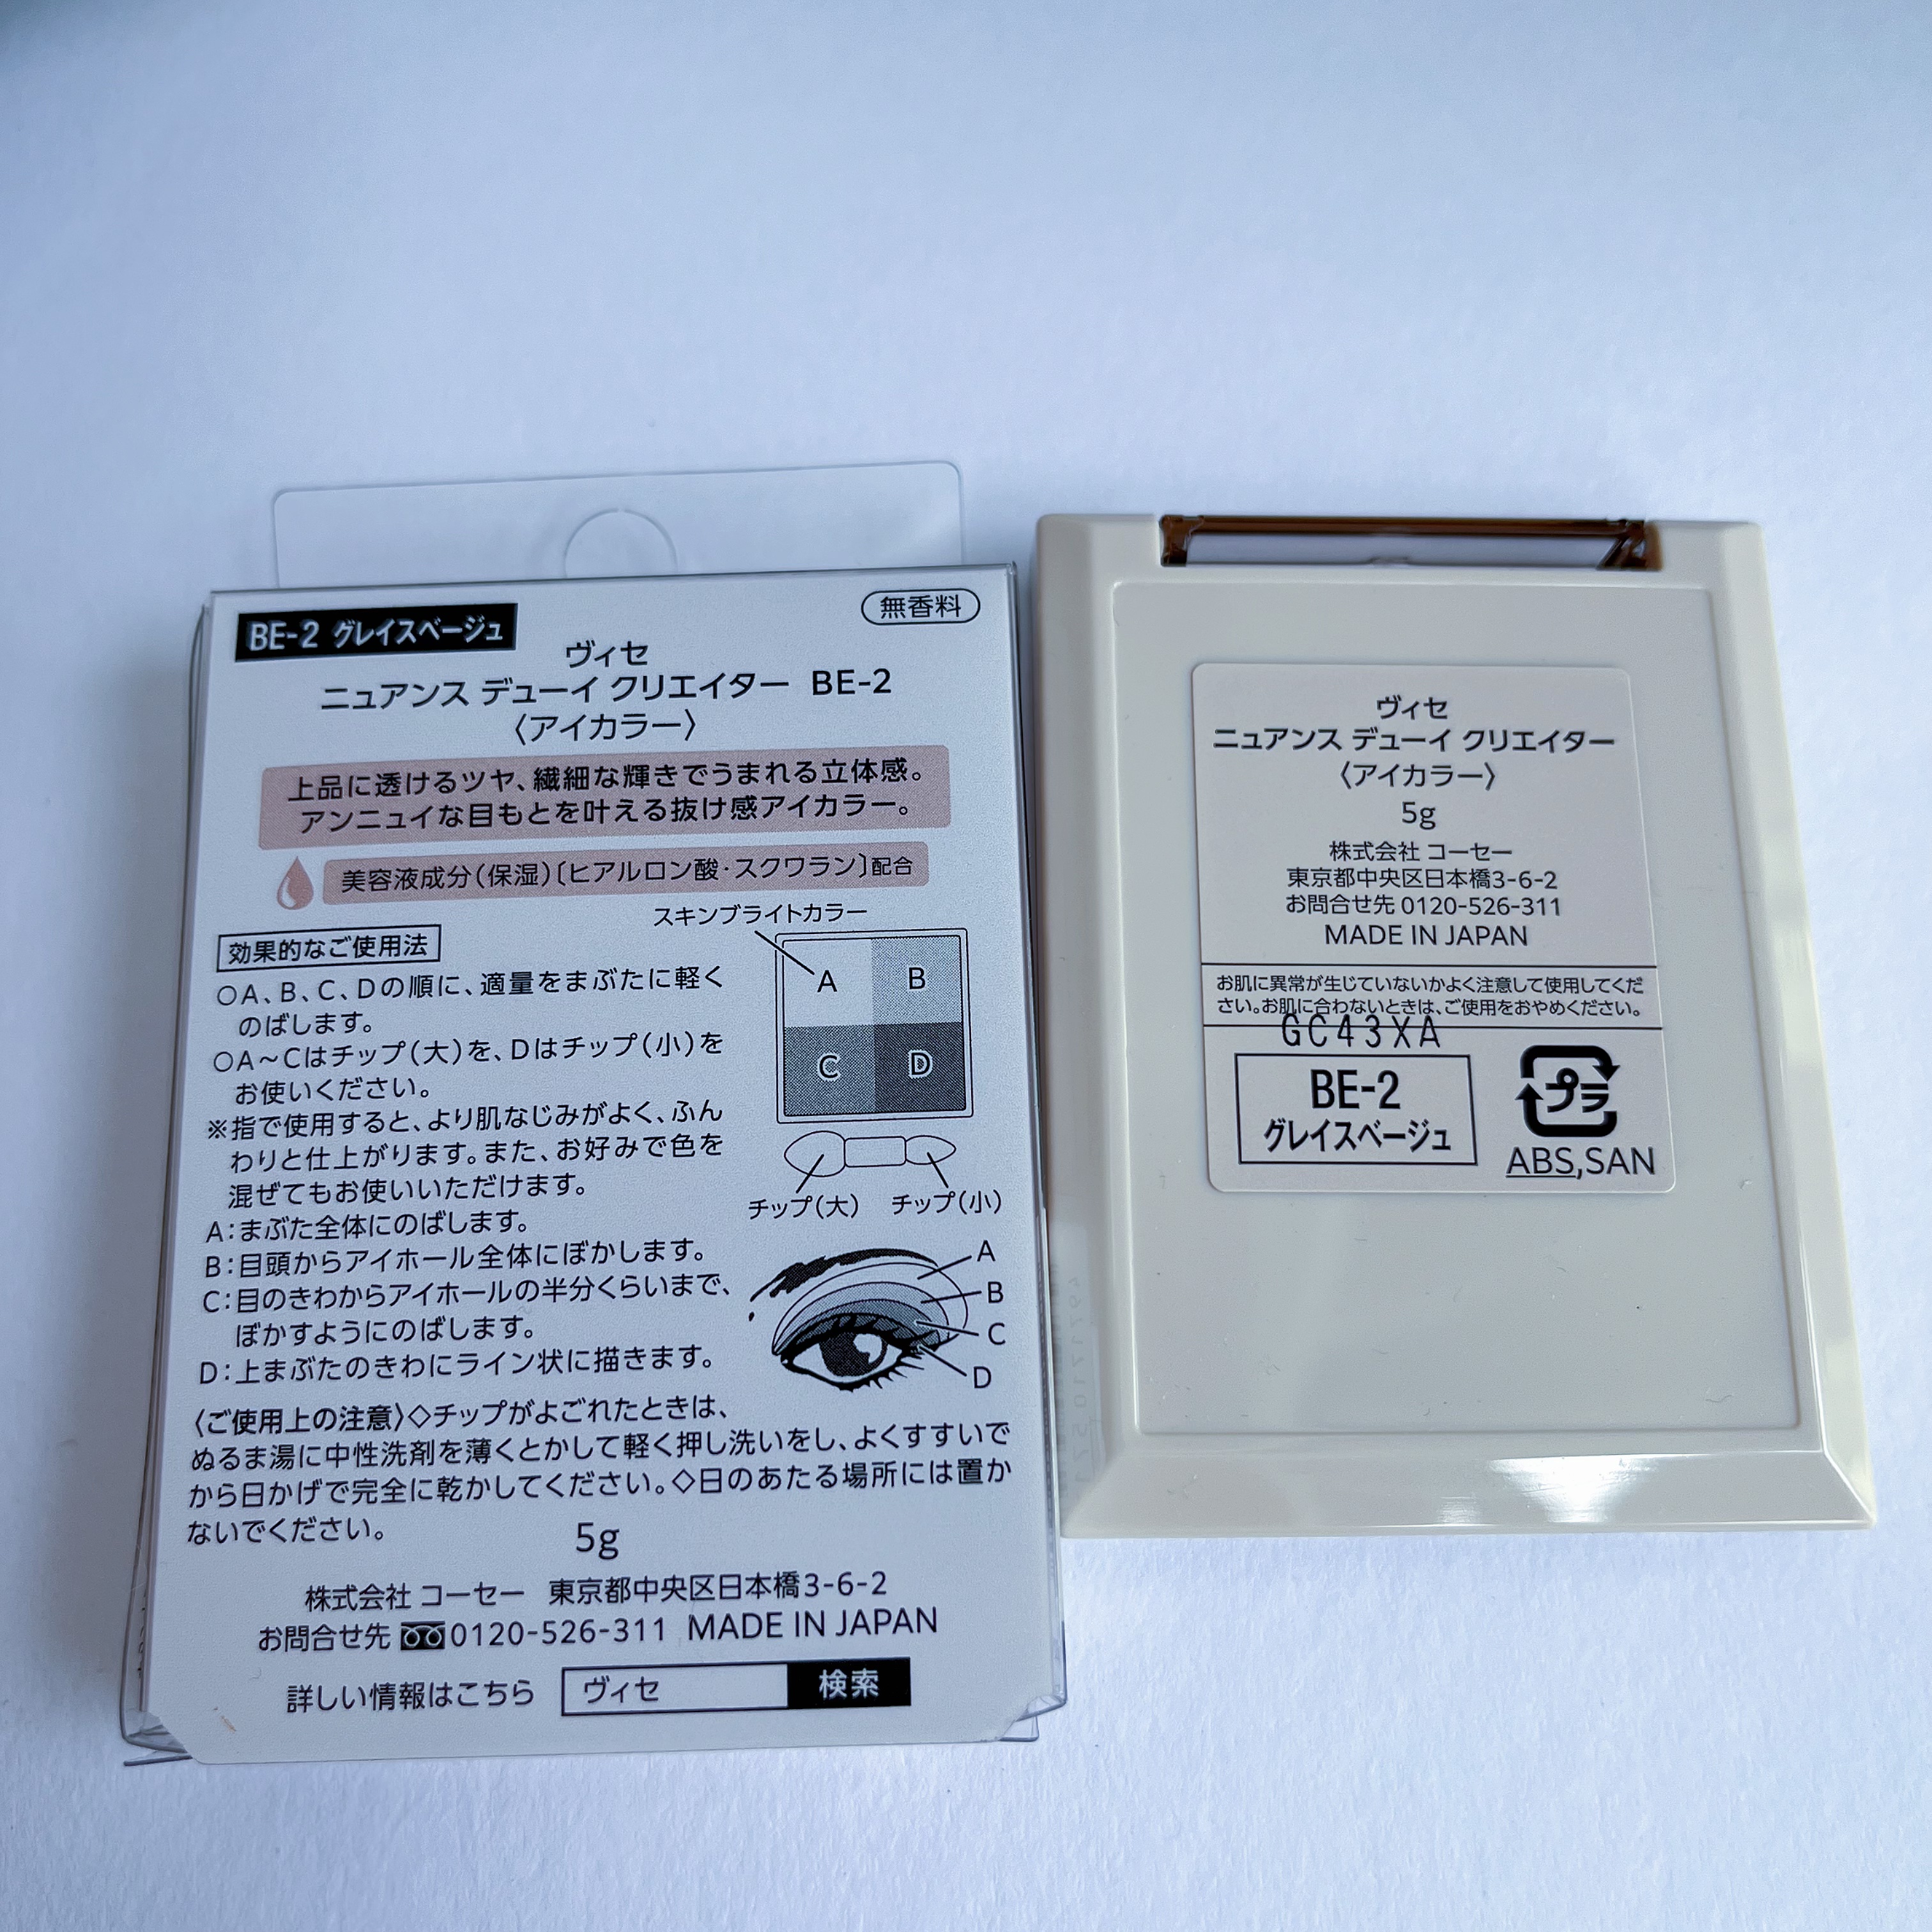 BE-2 グレイスベージュ
無香料
ヴィセ
ニュアンス デューイ クリエイター BE-2
〈アイカラー〉
上品に透けるツヤ、繊細な輝きでうまれる立体感。
アンニュイな目もとを叶える抜け感アイカラー。
美容液成分(保湿)〔ヒアルロン酸・スクワラン〕配合
スキンブライトカラー
効果的なご使用法
○A、B、C、Dの順に、適量をまぶたに軽く
のばします。
○A～Cはチップ(大)を、Dはチップ(小)を
お使いください。
※指で使用すると、より肌なじみがよく、ふん
わりと仕上がります。また、お好みで色を
混ぜてもお使いいただけます。
A:まぶた全体にのばします。
B:目頭からアイホール全体にぼかします。
C:目のきわからアイホールの半分くらいまで、
ぼかすようにのばします。
D:上まぶたのきわにライン状に描きます。
A B
C D
チップ(大) チップ(小)
A
B
C
D
〈ご使用上の注意〉◇チップがよごれたときは、
ぬるま湯に中性洗剤を薄くとかして軽く押し洗いをし、よくすすいで
から日かげで完全に乾かしてください。◇日のあたる場所には置か
ないでください。
5g
株式会社 コーセー 東京都中央区日本橋3-6-2
お問合せ先 0120-526-311 MADE IN JAPAN
詳しい情報はこちら ヴィセ 検索
ヴィセ
ニュアンス デューイ クリエイター
〈アイカラー〉
5g
株式会社 コーセー
東京都中央区日本橋3-6-2
お問合せ先 0120-526-311
MADE IN JAPAN
お肌に異常が生じていないかよく注意して使用してくだ
さい。お肌に合わないときは、ご使用をおやめください。
GC43XA
BE-2
グレイスベージュ
プラ
ABS,SAN